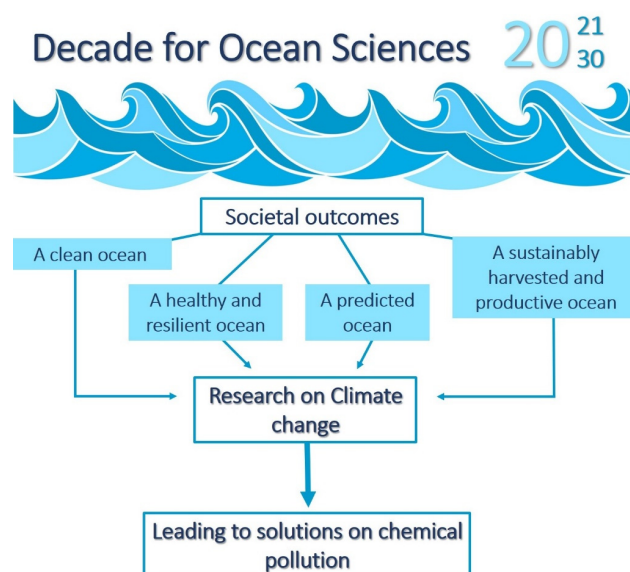 Decade for Ocean Sciences 20 21
30
Societal outcomes
A clean ocean
A healthy and
resilient ocean
A predicted
ocean
A sustainably
harvested and
productive ocean
Research on Climate
change
Leading to solutions on chemical
pollution